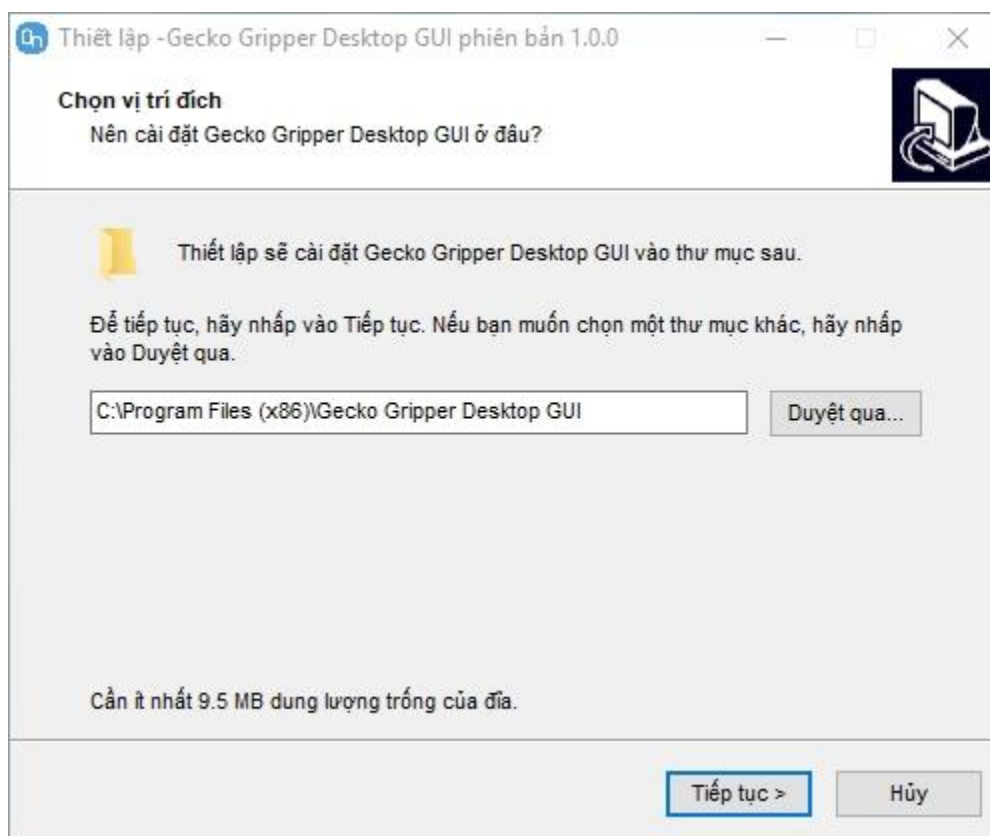 Thiết lập -Gecko Gripper Desktop GUI phiên bản 1.0.0
Chọn vị trí đích
Nên cài đặt Gecko Gripper Desktop GUI ở đâu?
Thiết lập sẽ cài đặt Gecko Gripper Desktop GUI vào thư mục sau.
Để tiếp tục, hãy nhấp vào Tiếp tục. Nếu bạn muốn chọn một thư mục khác, hãy nhấp
vào Duyệt qua.
C:\Program Files (x86)\Gecko Gripper Desktop GUI
Duyệt qua...
Cần ít nhất 9.5 MB dung lượng trống của đĩa.
Tiếp tục >
Hủy